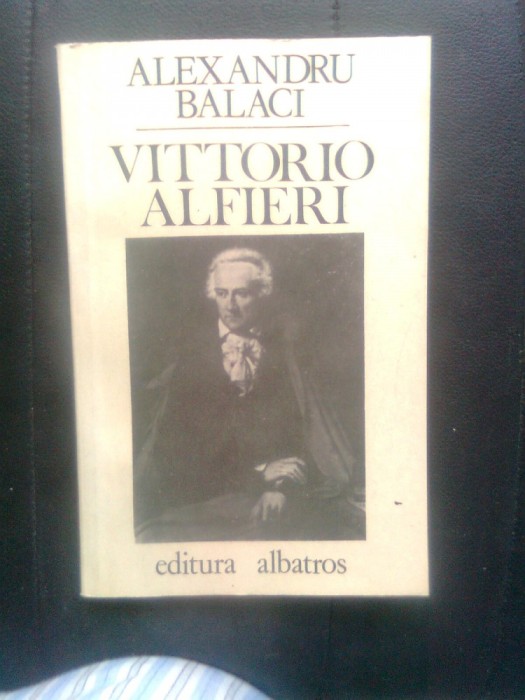 ALEXANDRU
BALACI
VITTORIO
ALFIERI
editura albatros